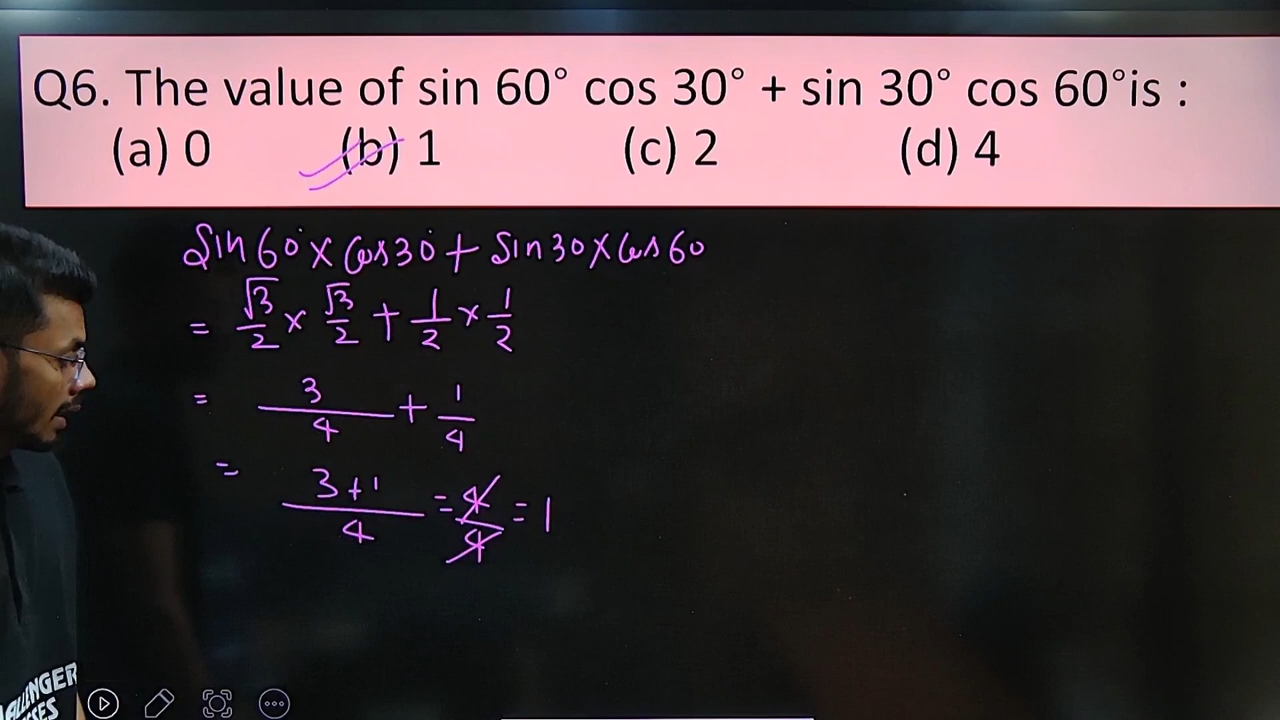 Q6. The value of sin 60° cos 30° + sin 30° cos 60°is :
(a) 0 (b) 1 (c) 2 (d) 4
Sin 60° × Cos 30° + Sin 30 × Cos 60
= √3/2 × √3/2 + 1/2 × 1/2
= 3/4 + 1/4
= 3+1/4 = 4/4 = 1